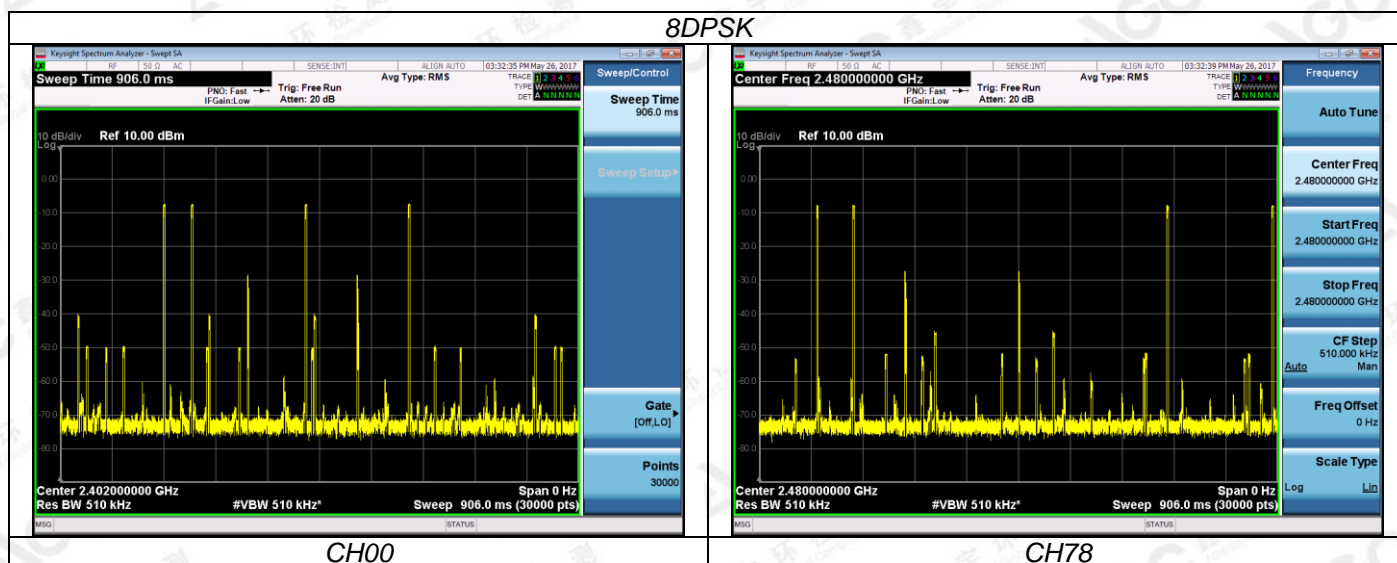 8DPSK
Keysight Spectrum Analyzer - Swept SA
RF 50 Ω AC SENSE:INT ALIGN AUTO 03:32:35 PM May 26, 2017
Sweep Time 906.0 ms
Avg Type: RMS
TRACE 1 2 3 4 5 6
PNO: Fast
Trig: Free Run
TYPE WWWWWW
IFGain:Low
Atten: 20 dB
DET A N N N N N
10 dB/div Ref 10.00 dBm
Log
0.00
-10.0
-20.0
-30.0
-40.0
-50.0
-60.0
-70.0
-80.0
Center 2.402000000 GHz
Span 0 Hz
Res BW 510 kHz
#VBW 510 kHz*
Sweep 906.0 ms (30000 pts)
MSG
STATUS
Sweep/Control
Sweep Time
906.0 ms
Sweep Setup
Gate
[Off,LO]
Points
30000
CH00
Keysight Spectrum Analyzer - Swept SA
RF 50 Ω AC SENSE:INT ALIGN AUTO 03:32:39 PM May 26, 2017
Center Freq 2.480000000 GHz
Avg Type: RMS
TRACE 1 2 3 4 5 6
PNO: Fast
Trig: Free Run
TYPE WWWWWW
IFGain:Low
Atten: 20 dB
DET A N N N N N
10 dB/div Ref 10.00 dBm
Log
0.00
-10.0
-20.0
-30.0
-40.0
-50.0
-60.0
-70.0
-80.0
Center 2.480000000 GHz
Span 0 Hz
Res BW 510 kHz
#VBW 510 kHz*
Sweep 906.0 ms (30000 pts)
MSG
STATUS
Frequency
Auto Tune
Center Freq
2.480000000 GHz
Start Freq
2.480000000 GHz
Stop Freq
2.480000000 GHz
CF Step
510.000 kHz
Auto Man
Freq Offset
0 Hz
Scale Type
Log Lin
CH78